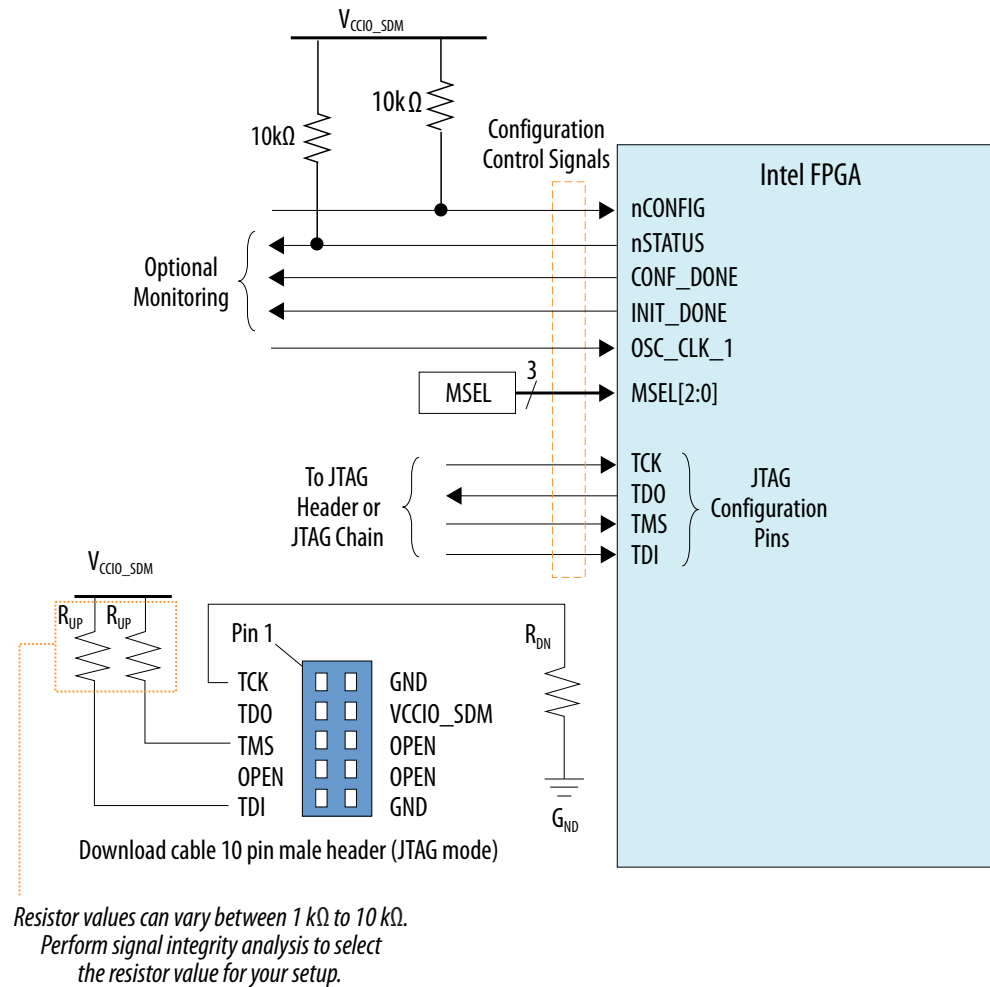 VCCIO_SDM
10kΩ
10kΩ
Configuration
Control Signals
Intel FPGA
nCONFIG
nSTATUS
CONF_DONE
INIT_DONE
OSC_CLK_1
MSEL[2:0]
Optional
Monitoring
MSEL
3
To JTAG
Header or
JTAG Chain
TCK
TDO
TMS
TDI
JTAG
Configuration
Pins
VCCIO_SDM
RUP RUP
Pin 1
RDN
TCK
GND
TDO
VCCIO_SDM
TMS
OPEN
OPEN
OPEN
TDI
GND
GND
Download cable 10 pin male header (JTAG mode)
Resistor values can vary between 1 kΩ to 10 kΩ.
Perform signal integrity analysis to select
the resistor value for your setup.